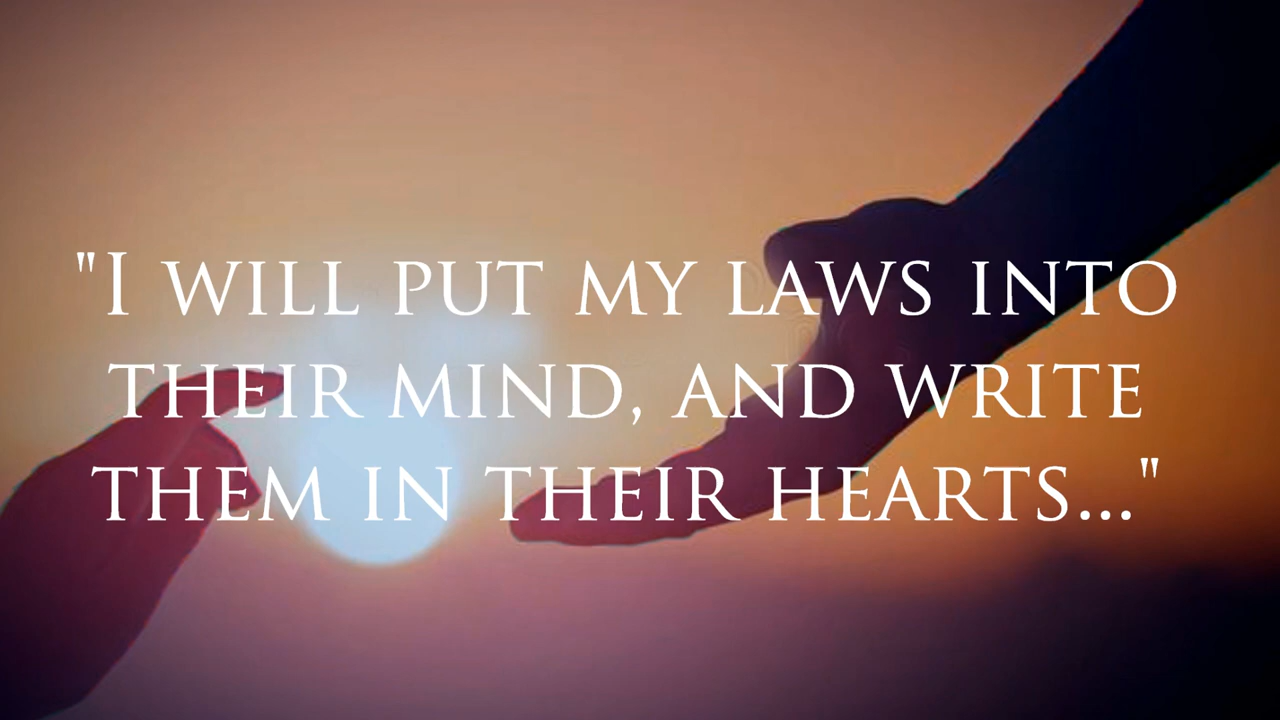 "I WILL PUT MY LAWS INTO
THEIR MIND, AND WRITE
THEM IN THEIR HEARTS..."